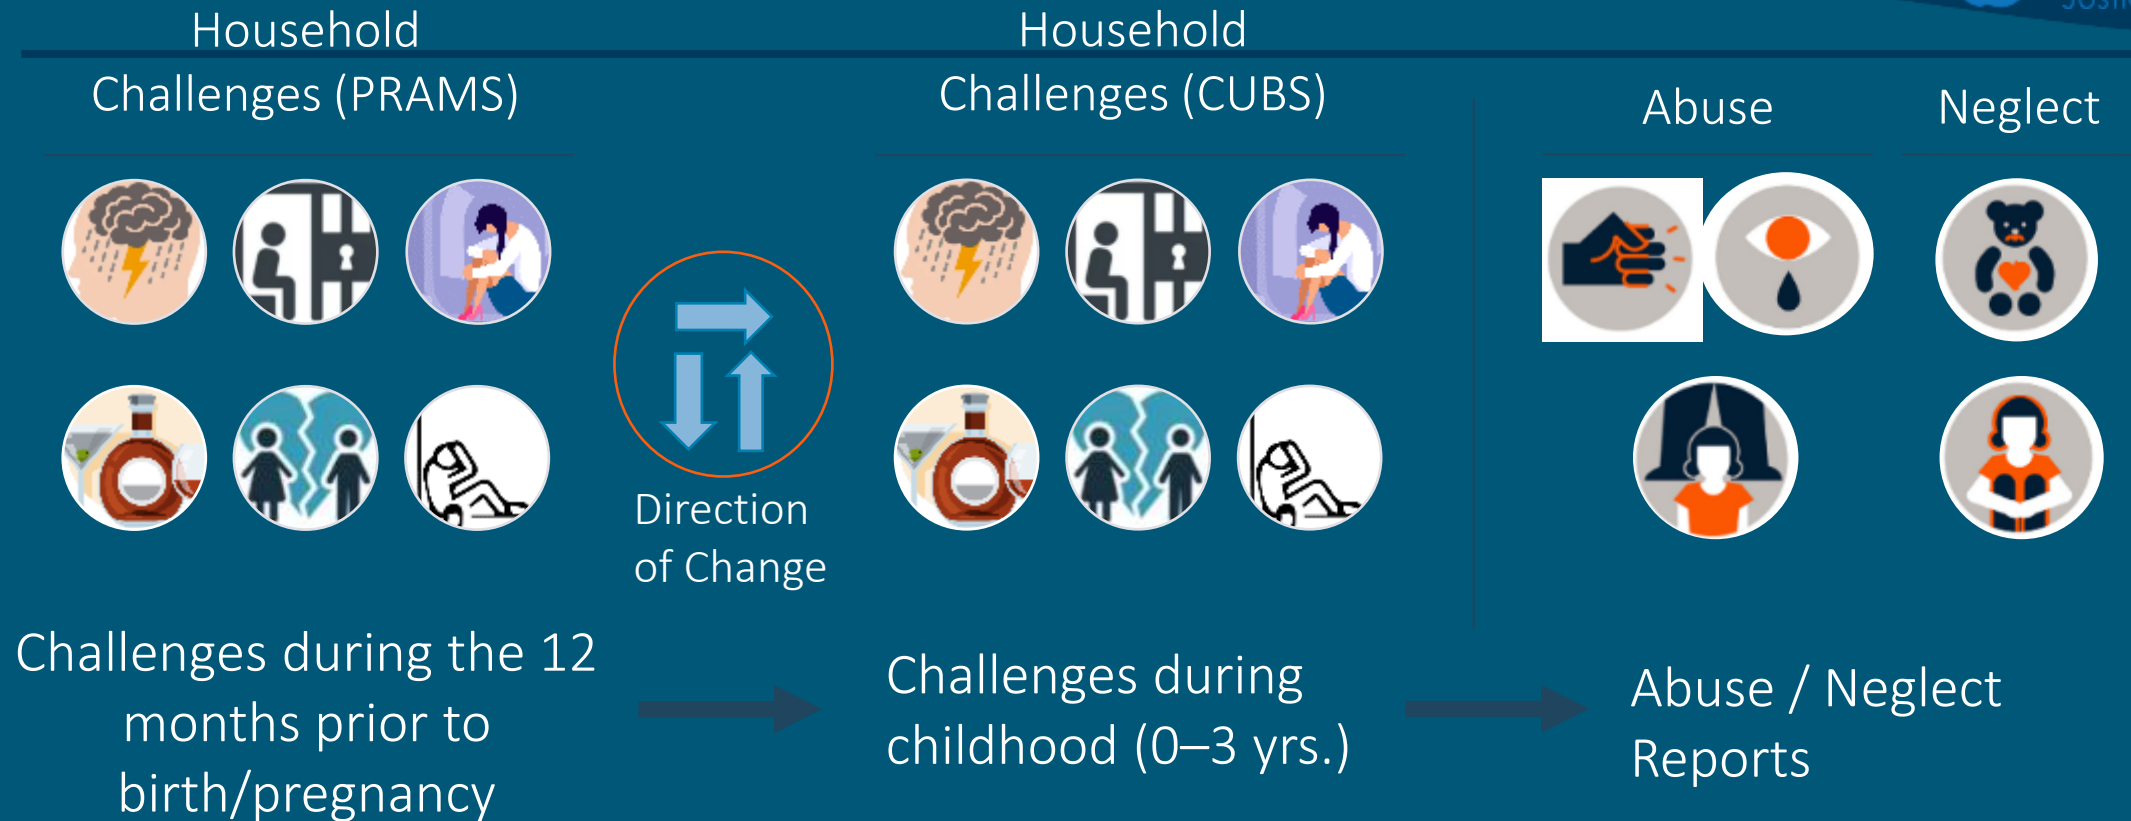 Household
Challenges (PRAMS)
Household
Challenges (CUBS)
Abuse
Neglect
Direction
of Change
Challenges during the 12
months prior to
birth/pregnancy
Challenges during
childhood (0–3 yrs.)
Abuse / Neglect
Reports